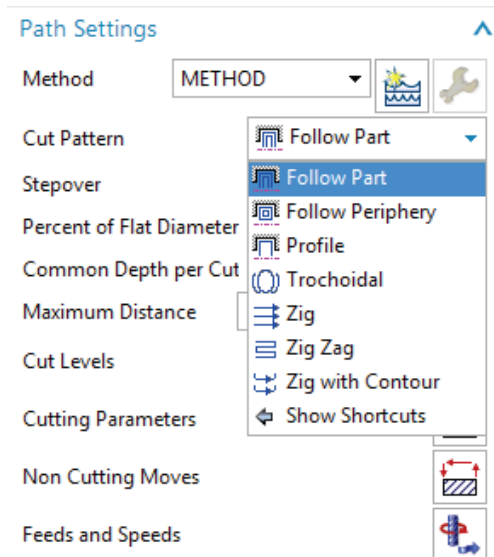 Path Settings
Method METHOD
Cut Pattern Follow Part
Follow Part
Stepover
Follow Periphery
Percent of Flat Diameter
Profile
Common Depth per Cut
Trochoidal
Maximum Distance
Zig
Zig Zag
Cut Levels
Zig with Contour
Cutting Parameters
Show Shortcuts
Non Cutting Moves
Feeds and Speeds